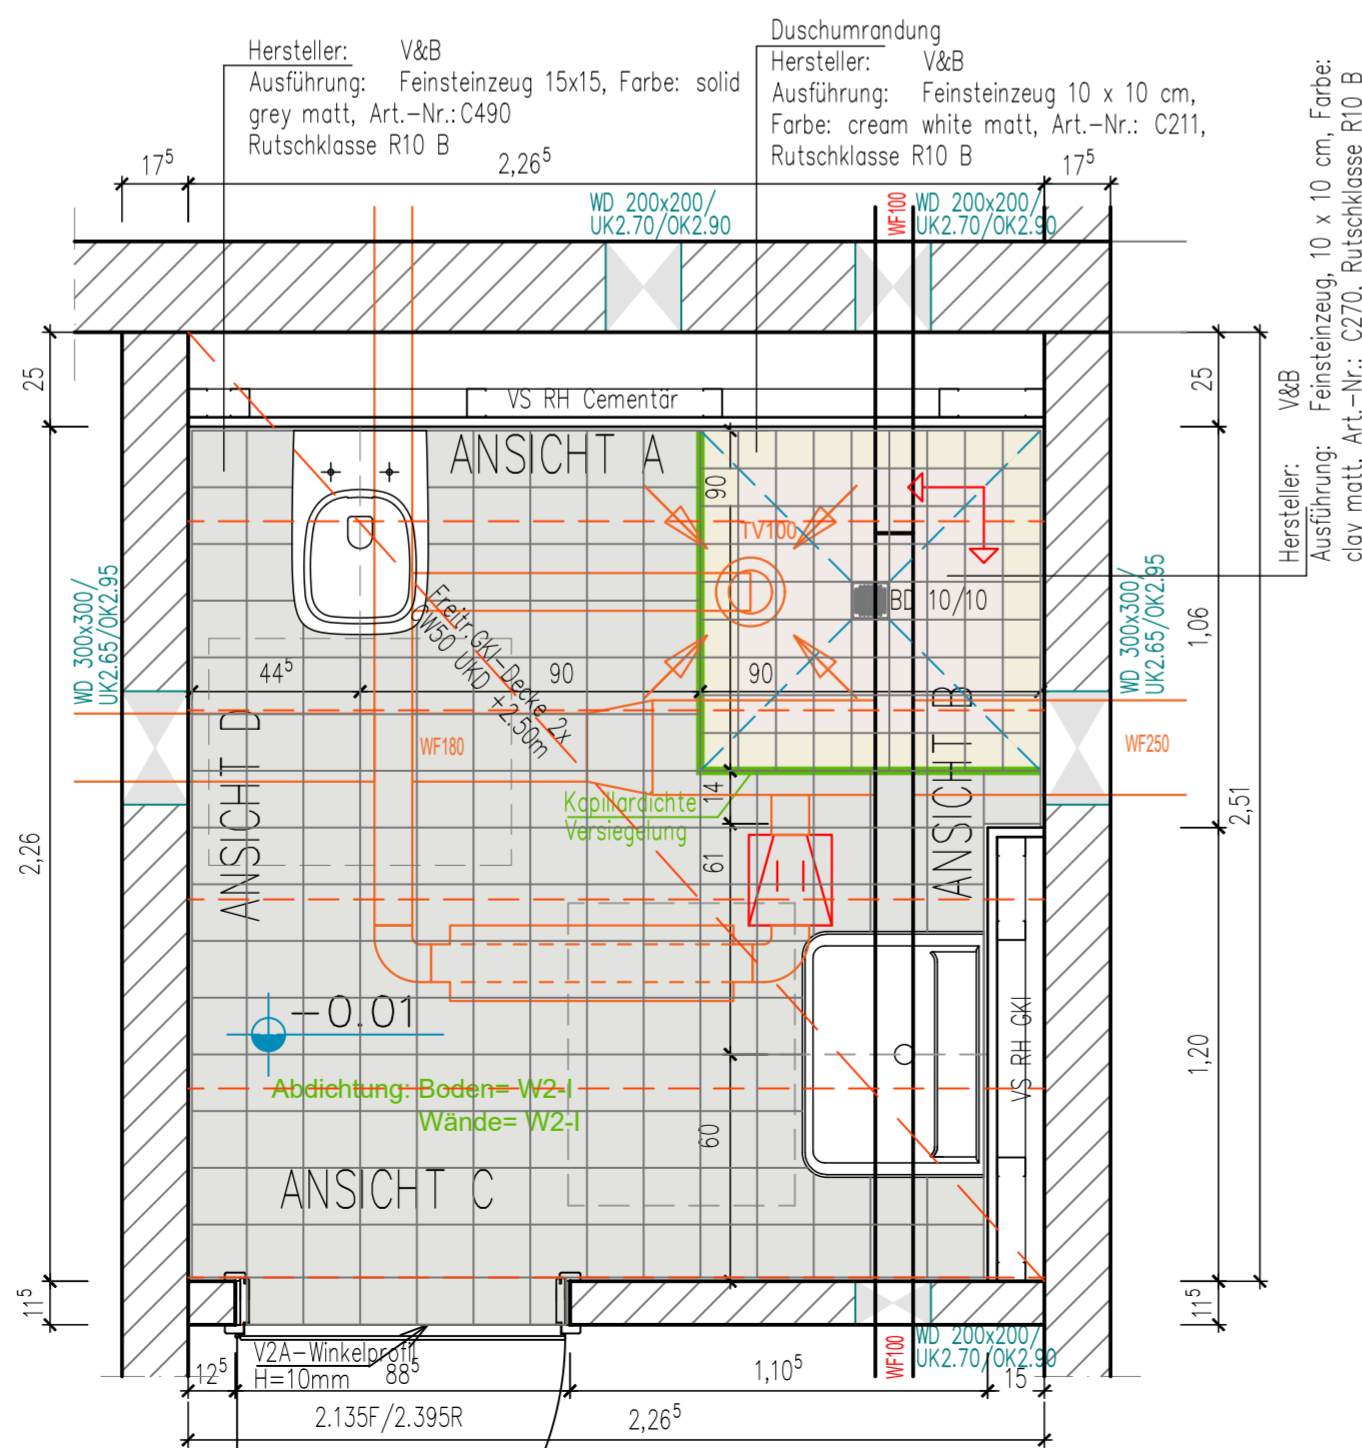 Hersteller: V&B
Ausführung: Feinsteinzeug 15x15, Farbe: solid
grey matt, Art.-Nr.:C490
Rutschklasse R10 B
Duschumrandung
Hersteller: V&B
Ausführung: Feinsteinzeug 10 x 10 cm,
Farbe: cream white matt, Art.-Nr.: C211,
Rutschklasse R10 B
Hersteller: V&B
Ausführung: Feinsteinzeug, 10 x 10 cm, Farbe:
clay matt, Art.-Nr.: C270, Rutschklasse R10 B
17⁵
2,26⁵
17⁵
WD 200x200/
UK2.70/OK2.90
WF100
WD 200x200/
UK2.70/OK2.90
25
25
VS RH Cementär
ANSICHT A
90
TV100
BD 10/10
WD 300x300/
UK2.65/OK2.95
WD 300x300/
UK2.65/OK2.95
1,06
Freitr.GKI-Decke 2x
CW50 UKD +2.50m
44⁵
90
90
ANSICHT D
ANSICHT B
WF180
WF250
Kapillardichte
Versiegelung
14
61
2,51
2,26
-0.01
VS RH GKI
1,20
Abdichtung: Boden= W2-I
Wände= W2-I
60
ANSICHT C
11⁵
11⁵
V2A-Winkelprofil
H=10mm
WF100
WD 200x200/
UK2.70/OK2.90
12⁵
88⁵
1,10⁵
15
2.135F/2.395R
2,26⁵